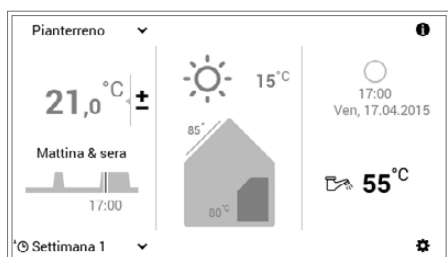 Pianterreno
21,0 °C ±
Mattina & sera
17:00
Settimana 1
15°C
85°
80°C
17:00
Ven, 17.04.2015
55°C